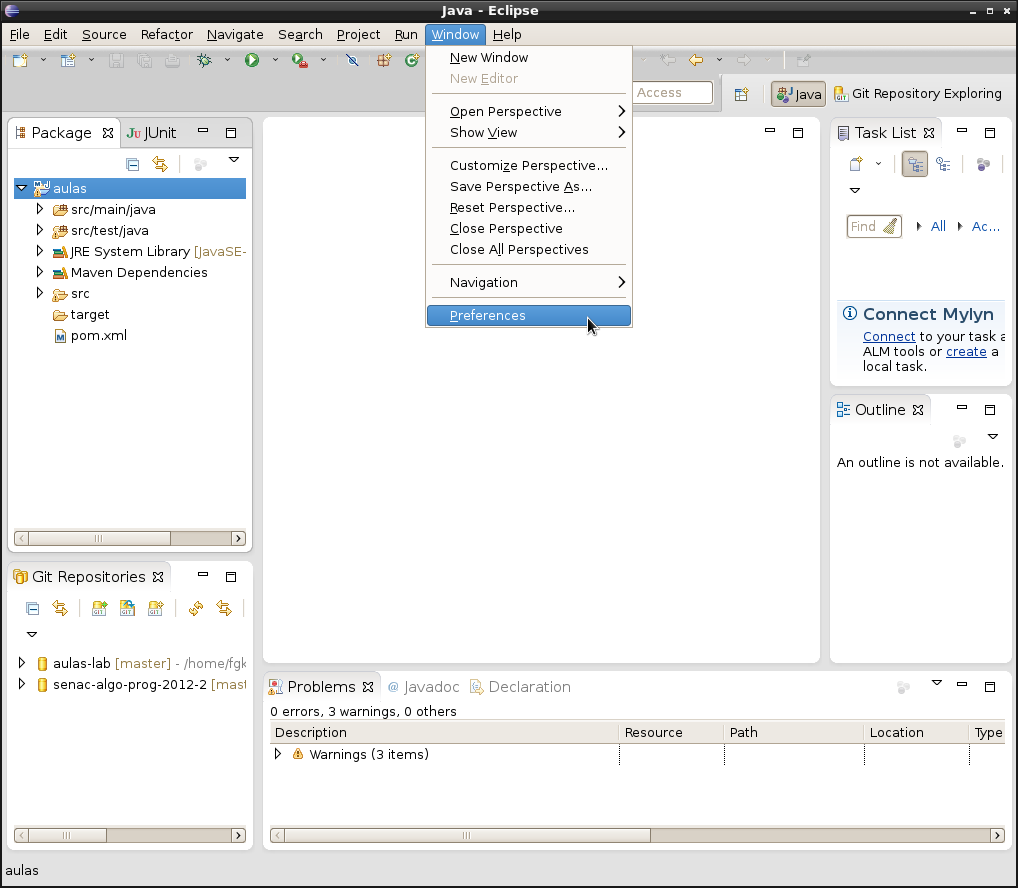 Java - Eclipse
File Edit Source Refactor Navigate Search Project Run Window Help
New Window
New Editor
Open Perspective
Show View
Customize Perspective...
Save Perspective As...
Reset Perspective...
Close Perspective
Close All Perspectives
Navigation
Preferences
Access
Java
Git Repository Exploring
Package
JUnit
aulas
src/main/java
src/test/java
JRE System Library [JavaSE-
Maven Dependencies
src
target
pom.xml
Git Repositories
aulas-lab [master] - /home/fgk
senac-algo-prog-2012-2 [mast
Task List
Find
All
Ac...
Connect Mylyn
Connect to your task a
ALM tools or create a
local task.
Outline
An outline is not available.
Problems
@ Javadoc
Declaration
0 errors, 3 warnings, 0 others
Description Resource Path Location Type
Warnings (3 items)
aulas